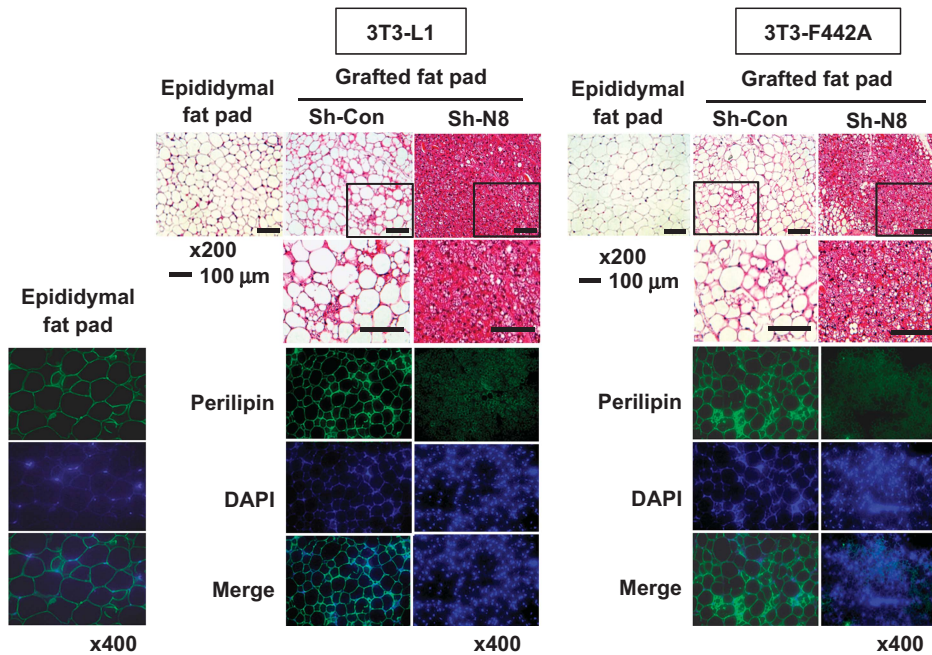 3T3-L1
3T3-F442A
Grafted fat pad
Grafted fat pad
Epididymal
fat pad
Sh-Con
Sh-N8
Epididymal
fat pad
Sh-Con
Sh-N8
x200
100 μm
x200
100 μm
Epididymal
fat pad
Perilipin
Perilipin
DAPI
DAPI
Merge
Merge
x400
x400
x400